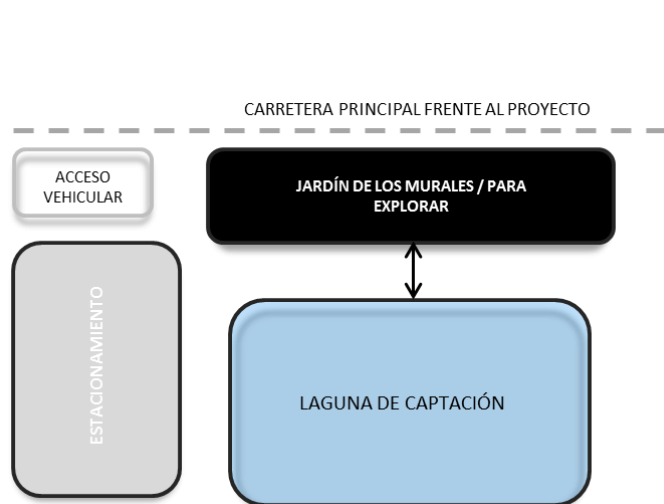 CARRETERA PRINCIPAL FRENTE AL PROYECTO
ACCESO
VEHICULAR
JARDÍN DE LOS MURALES / PARA
EXPLORAR
ESTACIONAMIENTO
LAGUNA DE CAPTACIÓN